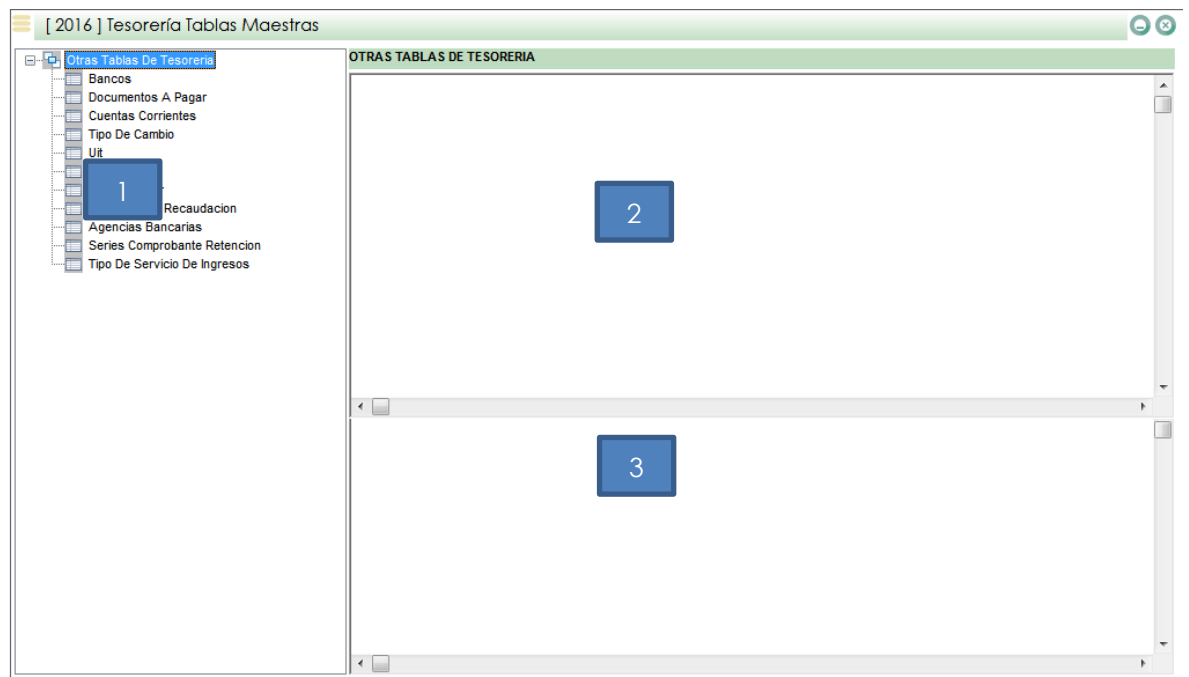 [ 2016 ] Tesorería Tablas Maestras
Otras Tablas De Tesoreria
Bancos
Documentos A Pagar
Cuentas Corrientes
Tipo De Cambio
Uit
1
Recaudacion
Agencias Bancarias
Series Comprobante Retencion
Tipo De Servicio De Ingresos
OTRAS TABLAS DE TESORERIA
2
3